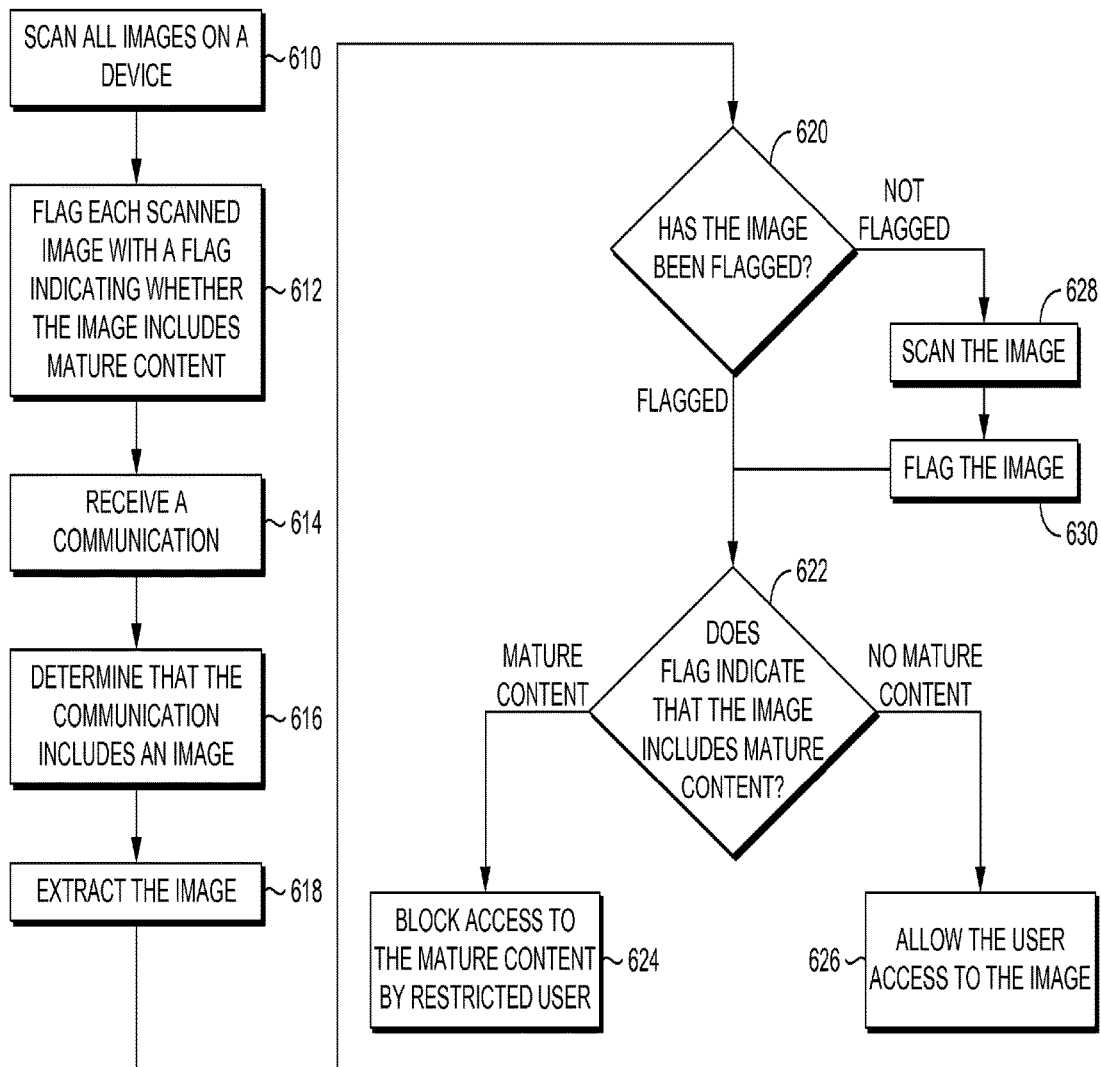 SCAN ALL IMAGES ON A
DEVICE
610
FLAG EACH SCANNED
IMAGE WITH A FLAG
INDICATING WHETHER
THE IMAGE INCLUDES
MATURE CONTENT
612
RECEIVE A
COMMUNICATION
614
DETERMINE THAT THE
COMMUNICATION
INCLUDES AN IMAGE
616
EXTRACT THE IMAGE
618
620
HAS THE IMAGE
BEEN FLAGGED?
NOT
FLAGGED
628
SCAN THE IMAGE
FLAGGED
FLAG THE IMAGE
630
622
DOES
FLAG INDICATE
THAT THE IMAGE
INCLUDES MATURE
CONTENT?
MATURE
CONTENT
NO MATURE
CONTENT
BLOCK ACCESS TO
THE MATURE CONTENT
BY RESTRICTED USER
624
626
ALLOW THE USER
ACCESS TO THE IMAGE